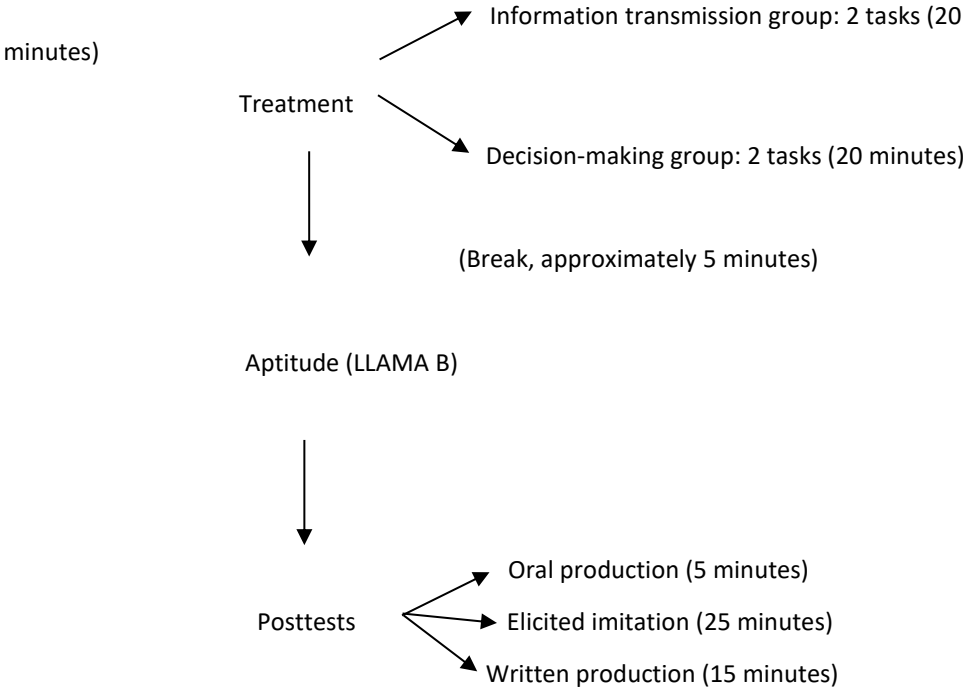 Information transmission group: 2 tasks (20
minutes)
Treatment
Decision-making group: 2 tasks (20 minutes)
(Break, approximately 5 minutes)
Aptitude (LLAMA B)
Oral production (5 minutes)
Posttests
Elicited imitation (25 minutes)
Written production (15 minutes)